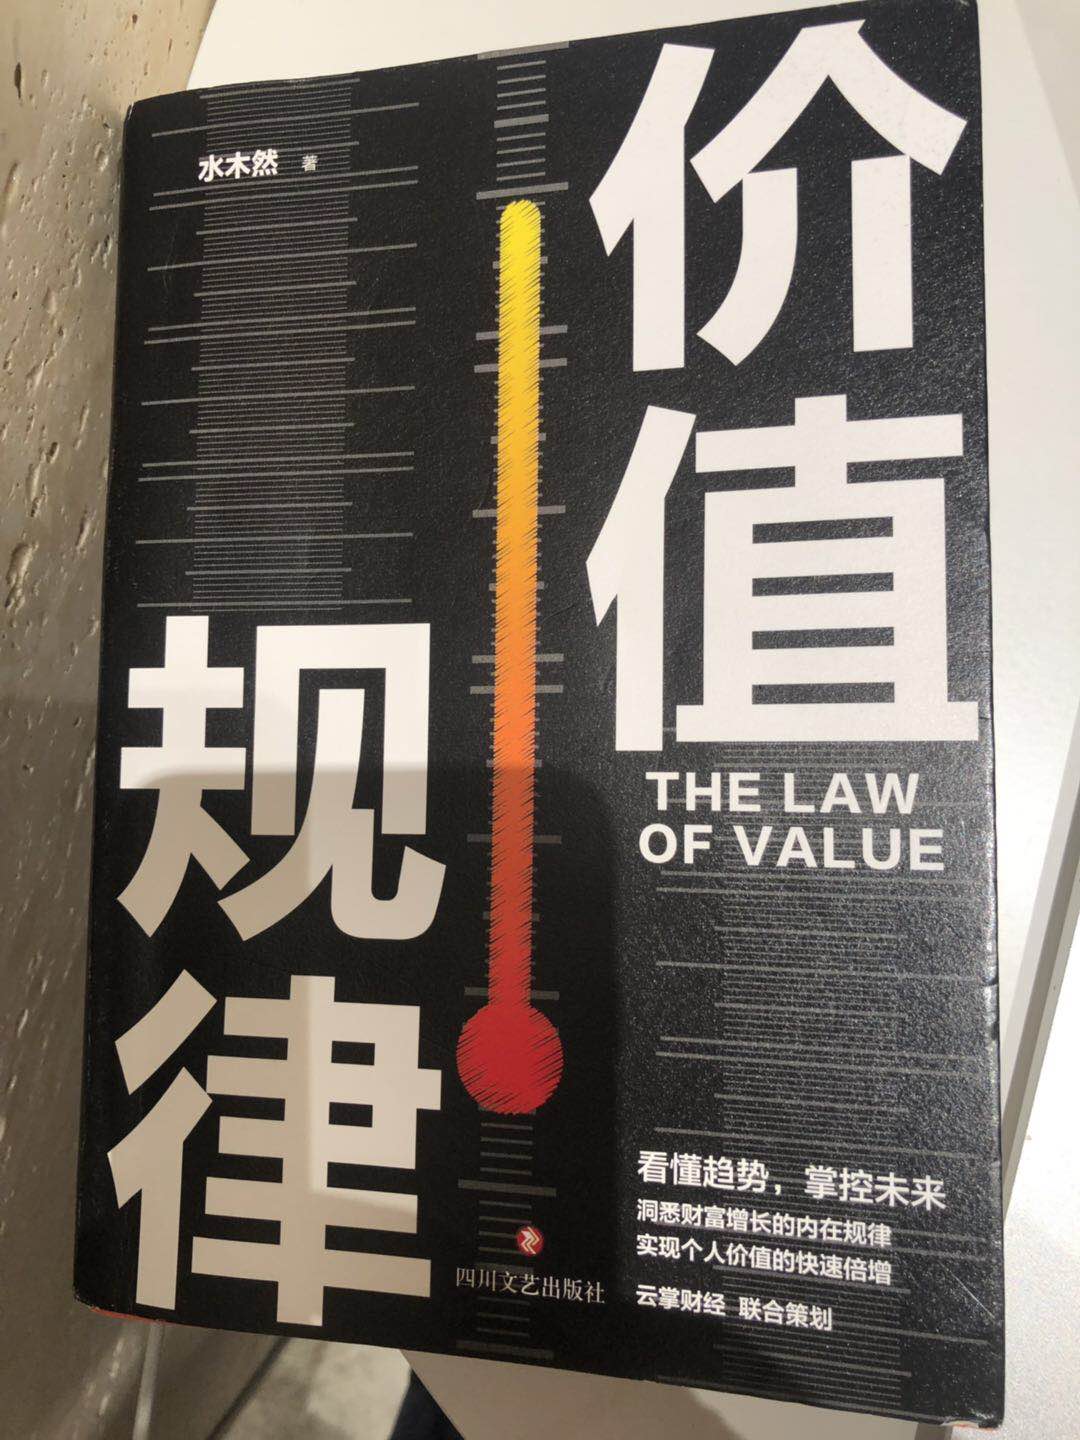 水木然 著
价值
规律
THE LAW
OF VALUE
看懂趋势，掌控未来
洞悉财富增长的内在规律
实现个人价值的快速倍增
云掌财经 联合策划
四川文艺出版社